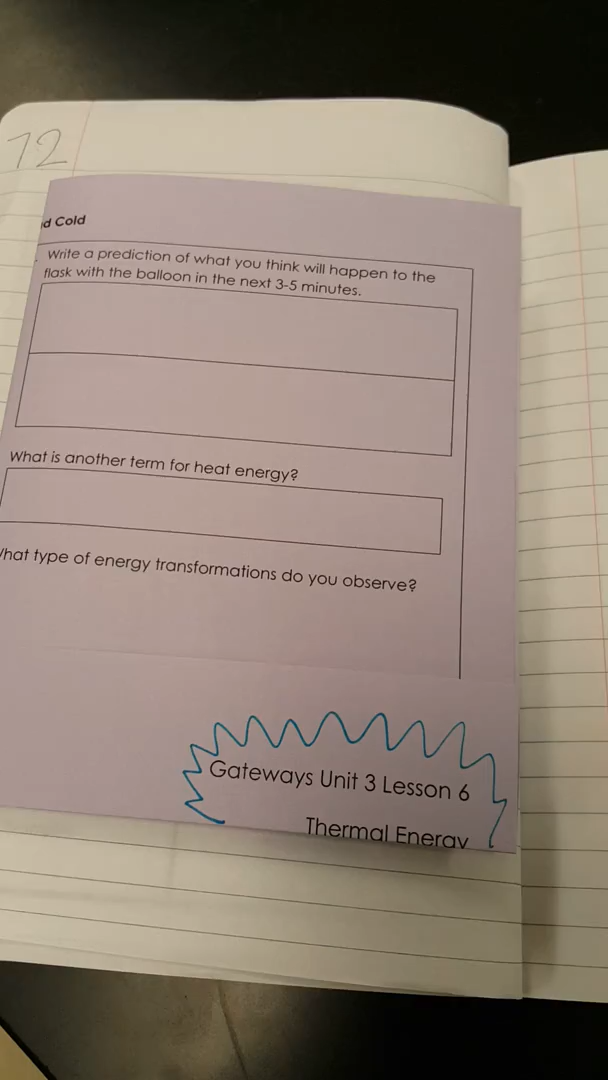 72
d Cold
Write a prediction of what you think will happen to the
flask with the balloon in the next 3-5 minutes.
What is another term for heat energy?
hat type of energy transformations do you observe?
Gateways Unit 3 Lesson 6
Thermal Energy